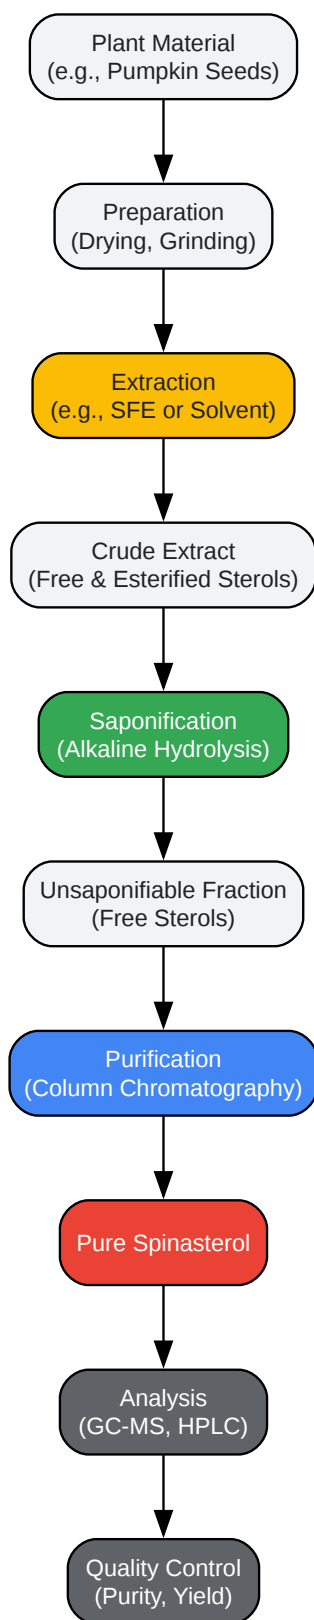 Plant Material
(e.g., Pumpkin Seeds)
Preparation
(Drying, Grinding)
Extraction
(e.g., SFE or Solvent)
Crude Extract
(Free & Esterified Sterols)
Saponification
(Alkaline Hydrolysis)
Unsaponifiable Fraction
(Free Sterols)
Purification
(Column Chromatography)
Pure Spinasterol
Analysis
(GC-MS, HPLC)
Quality Control
(Purity, Yield)